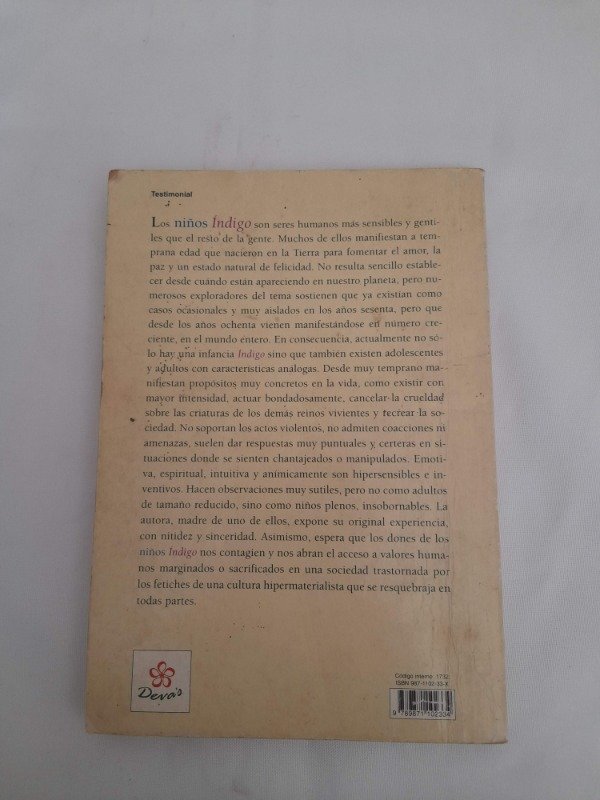 Testimonial
Los niños Índigo son seres humanos más sensibles y genti-
les que el resto de la gente. Muchos de ellos manifiestan a tem-
prana edad que nacieron en la Tierra para fomentar el amor, la
paz y un estado natural de felicidad. No resulta sencillo estable-
cer desde cuándo están apareciendo en nuestro planeta, pero nu-
merosos exploradores del tema sostienen que ya existían como
casos ocasionales y muy aislados en los años sesenta, pero que
desde los años ochenta vienen manifestándose en número cre-
ciente, en el mundo entero. En consecuencia, actualmente no só-
lo hay una infancia Índigo sino que también existen adolescentes
y adultos con características análogas. Desde muy temprano ma-
nifiestan propósitos muy concretos en la vida, como existir con
mayor intensidad, actuar bondadosamente, cancelar la crueldad
sobre las criaturas de los demás reinos vivientes y recrear la so-
ciedad. No soportan los actos violentos, no admiten coacciones ni
amenazas, suelen dar respuestas muy puntuales y certeras en si-
tuaciones donde se sienten chantajeados o manipulados. Emoti-
va, espiritual, intuitiva y anímicamente son hipersensibles e in-
ventivos. Hacen observaciones muy sutiles, pero no como adultos
de tamaño reducido, sino como niños plenos, insobornables. La
autora, madre de uno de ellos, expone su original experiencia,
con nitidez y sinceridad. Asimismo, espera que los dones de los
niños Índigo nos contagien y nos abran el acceso a valores huma-
nos marginados o sacrificados en una sociedad trastornada por
los fetiches de una cultura hipermaterialista que se resquebraja en
todas partes.
Deva's
Código interno: 1732
ISBN 987-1102-33-X
9 789871 102334